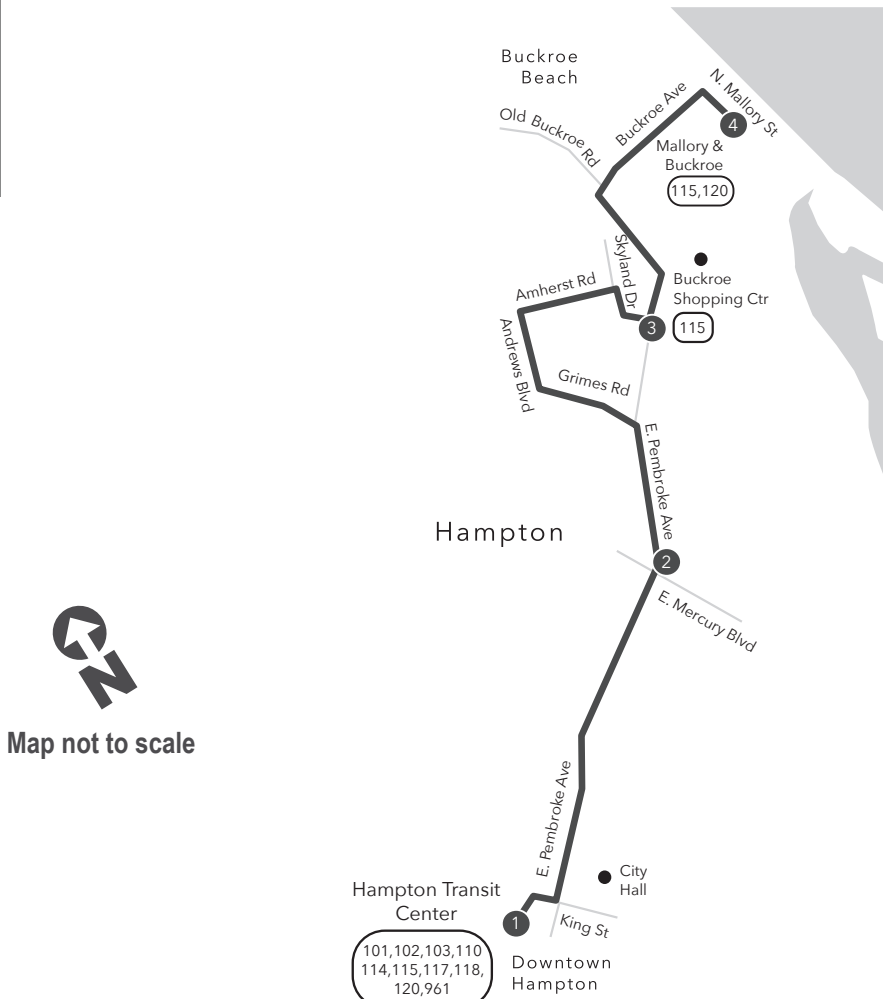 Buckroe
Beach
N. Mallory St
Buckroe Ave
Old Buckroe Rd
4
Mallory &
Buckroe
115,120
Skyland Dr
Buckroe
Shopping Ctr
Amherst Rd
3
115
Andrews Blvd
Grimes Rd
E. Pembroke Ave
Hampton
2
E. Mercury Blvd
N
Map not to scale
E. Pembroke Ave
City
Hall
Hampton Transit
Center
1
King St
101,102,103,110
114,115,117,118,
120,961
Downtown
Hampton